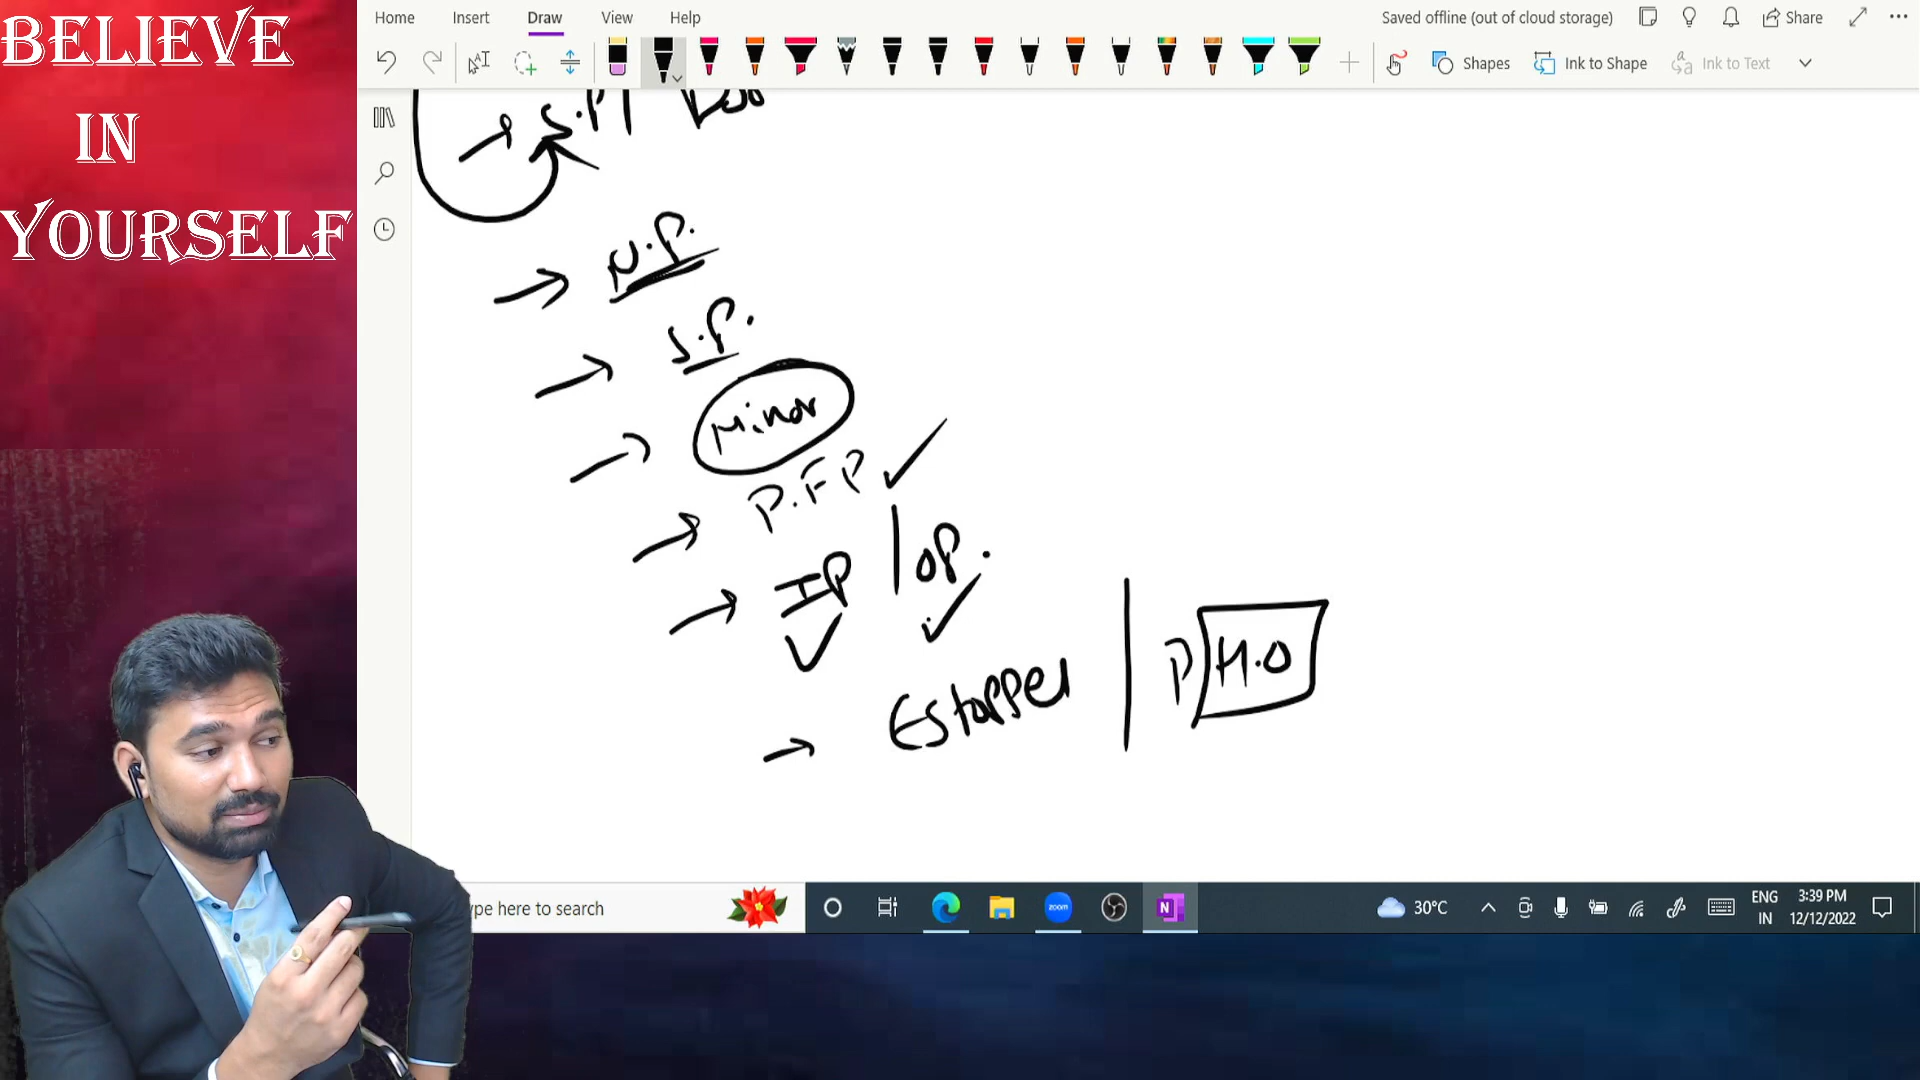 BELIEVE
IN
YOURSELF
Home Insert Draw View Help
Saved offline (out of cloud storage) Share
Shapes Ink to Shape Ink to Text
N.P.
S.P.
Minor
P.F P
IP | OP.
Estoppel | P H.O
ype here to search
zoom
N
30°C
ENG
IN
3:39 PM
12/12/2022